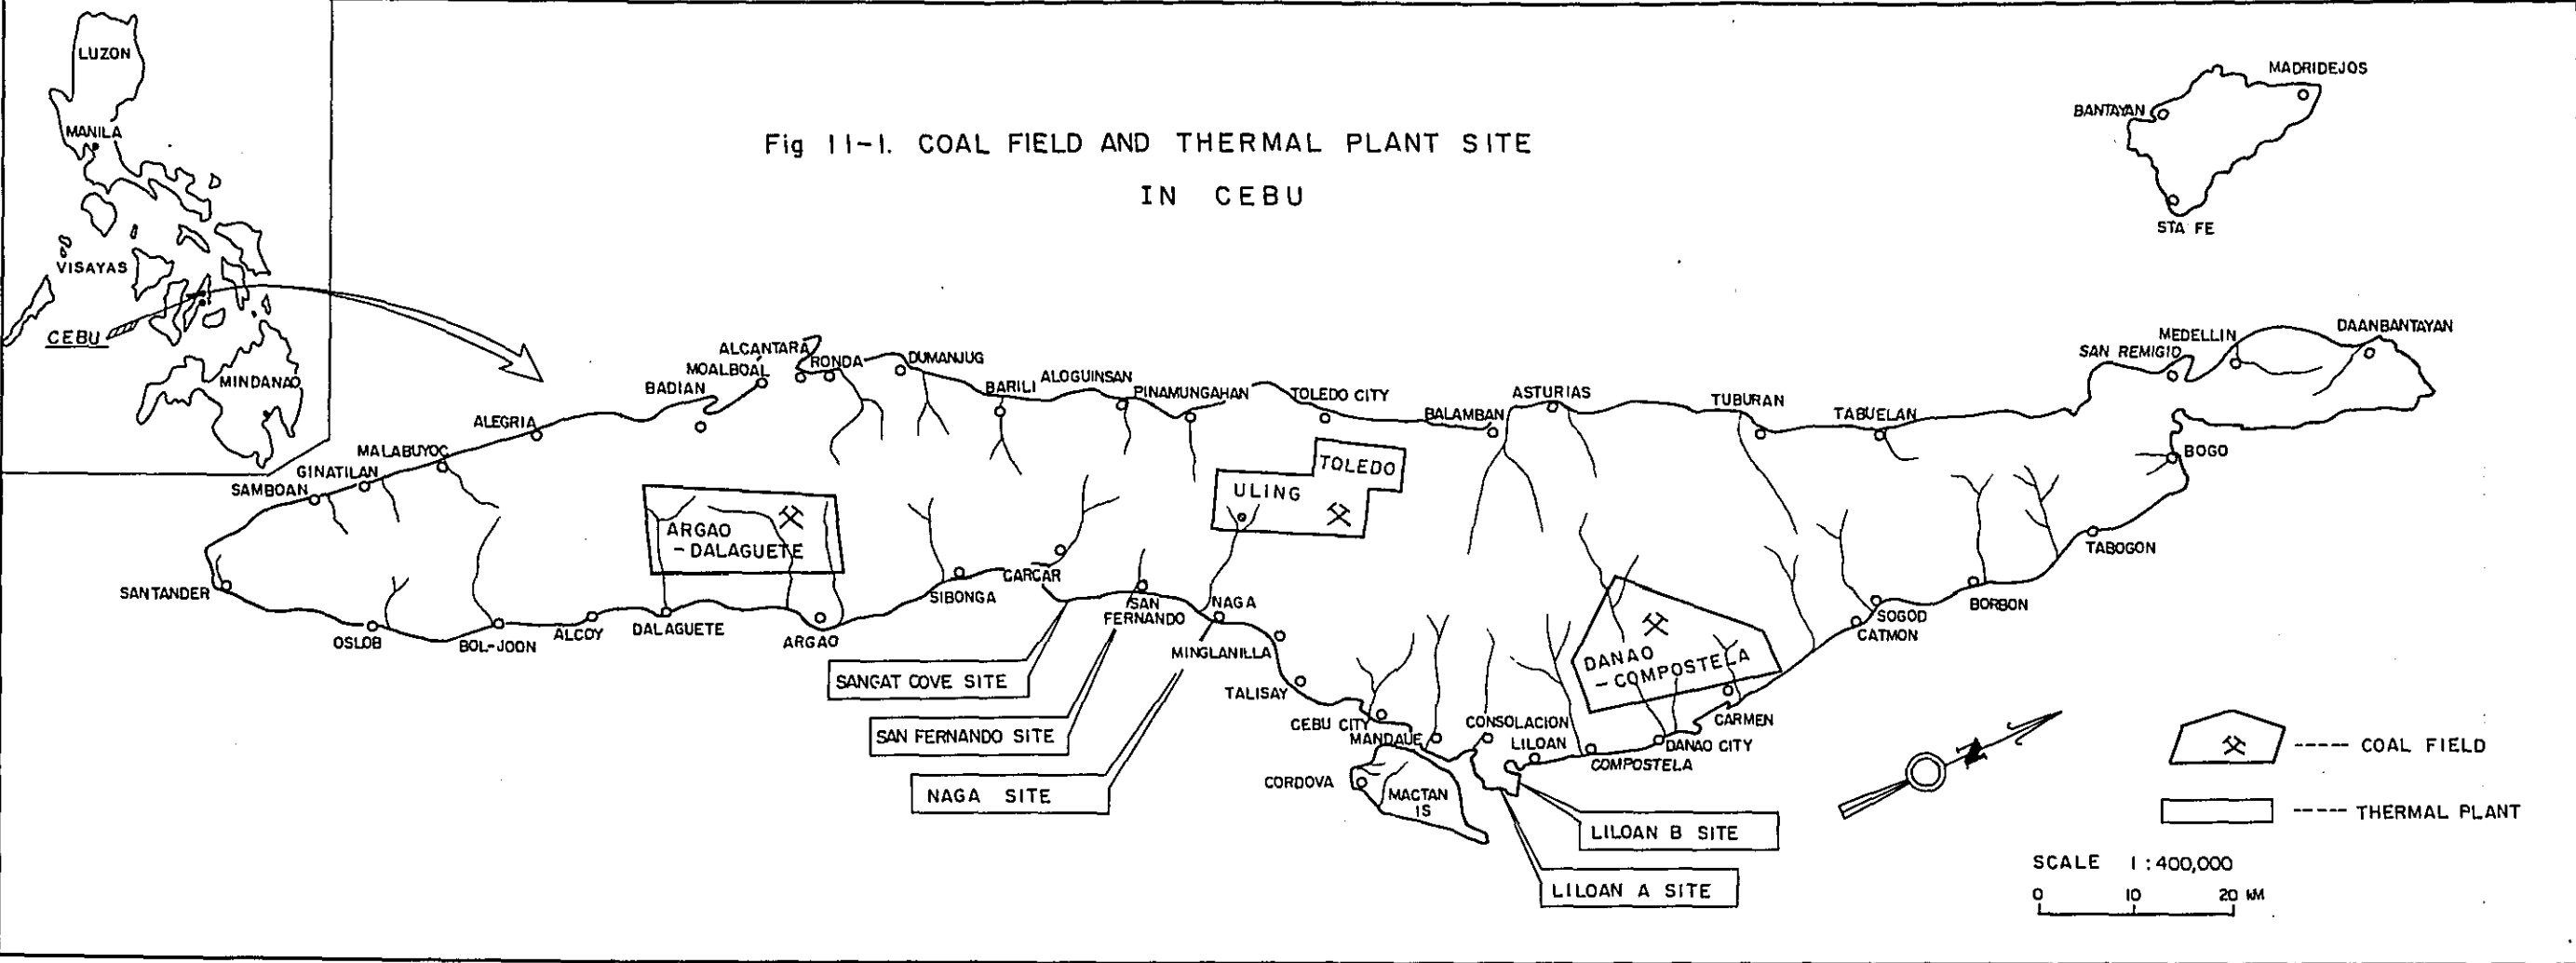 Fig 11-1. COAL FIELD AND THERMAL PLANT SITE
IN CEBU
LUZON
MANILA
VISAYAS
CEBU
MINDANAO
MADRIDEJOS
BANTAYAN
STA FE
DAANBANTAYAN
MEDELLIN
SAN REMIGIO
ALCANTARA
RONDA
DUMANJUG
MOALBOAL
BADIAN
BARILI
ALOGUINSAN
PINAMUNGAHAN
TOLEDO CITY
BALAMBAN
ASTURIAS
TUBURAN
TABUELAN
ALEGRIA
MALABUYOC
GINATILAN
SAMBOAN
BOGO
TOLEDO
ULING
ARGAO
- DALAGUETE
TABOGON
SANTANDER
SIBONGA
CARCAR
SAN
FERNANDO
NAGA
BORBON
SOGOD
CATMON
OSLOB
BOL-JOON
ALCOY
DALAGUETE
ARGAO
MINGLANILLA
DANAO
- COMPOSTELA
SANGAT COVE SITE
TALISAY
CEBU CITY
CONSOLACION
CARMEN
SAN FERNANDO SITE
MANDAUE
LILOAN
DANAO CITY
COMPOSTELA
N
COAL FIELD
CORDOVA
MACTAN
IS
NAGA SITE
LILOAN B SITE
THERMAL PLANT
LILOAN A SITE
SCALE 1:400,000
0 10 20 KM